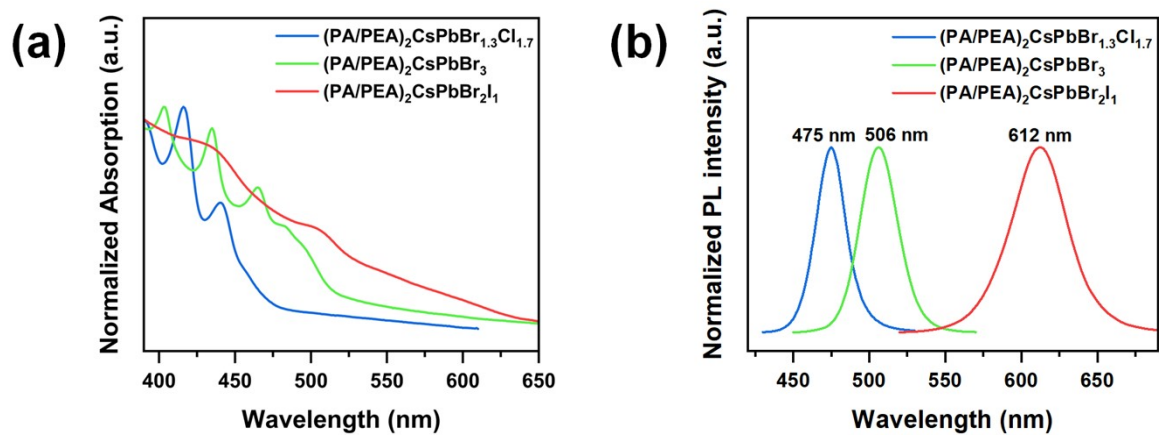 (a)
(PA/PEA)₂CsPbBr₁.₃Cl₁.₇
(PA/PEA)₂CsPbBr₃
(PA/PEA)₂CsPbBr₂I₁
Normalized Absorption (a.u.)
400 450 500 550 600 650
Wavelength (nm)
(b)
(PA/PEA)₂CsPbBr₁.₃Cl₁.₇
(PA/PEA)₂CsPbBr₃
(PA/PEA)₂CsPbBr₂I₁
475 nm 506 nm 612 nm
Normalized PL intensity (a.u.)
450 500 550 600 650
Wavelength (nm)